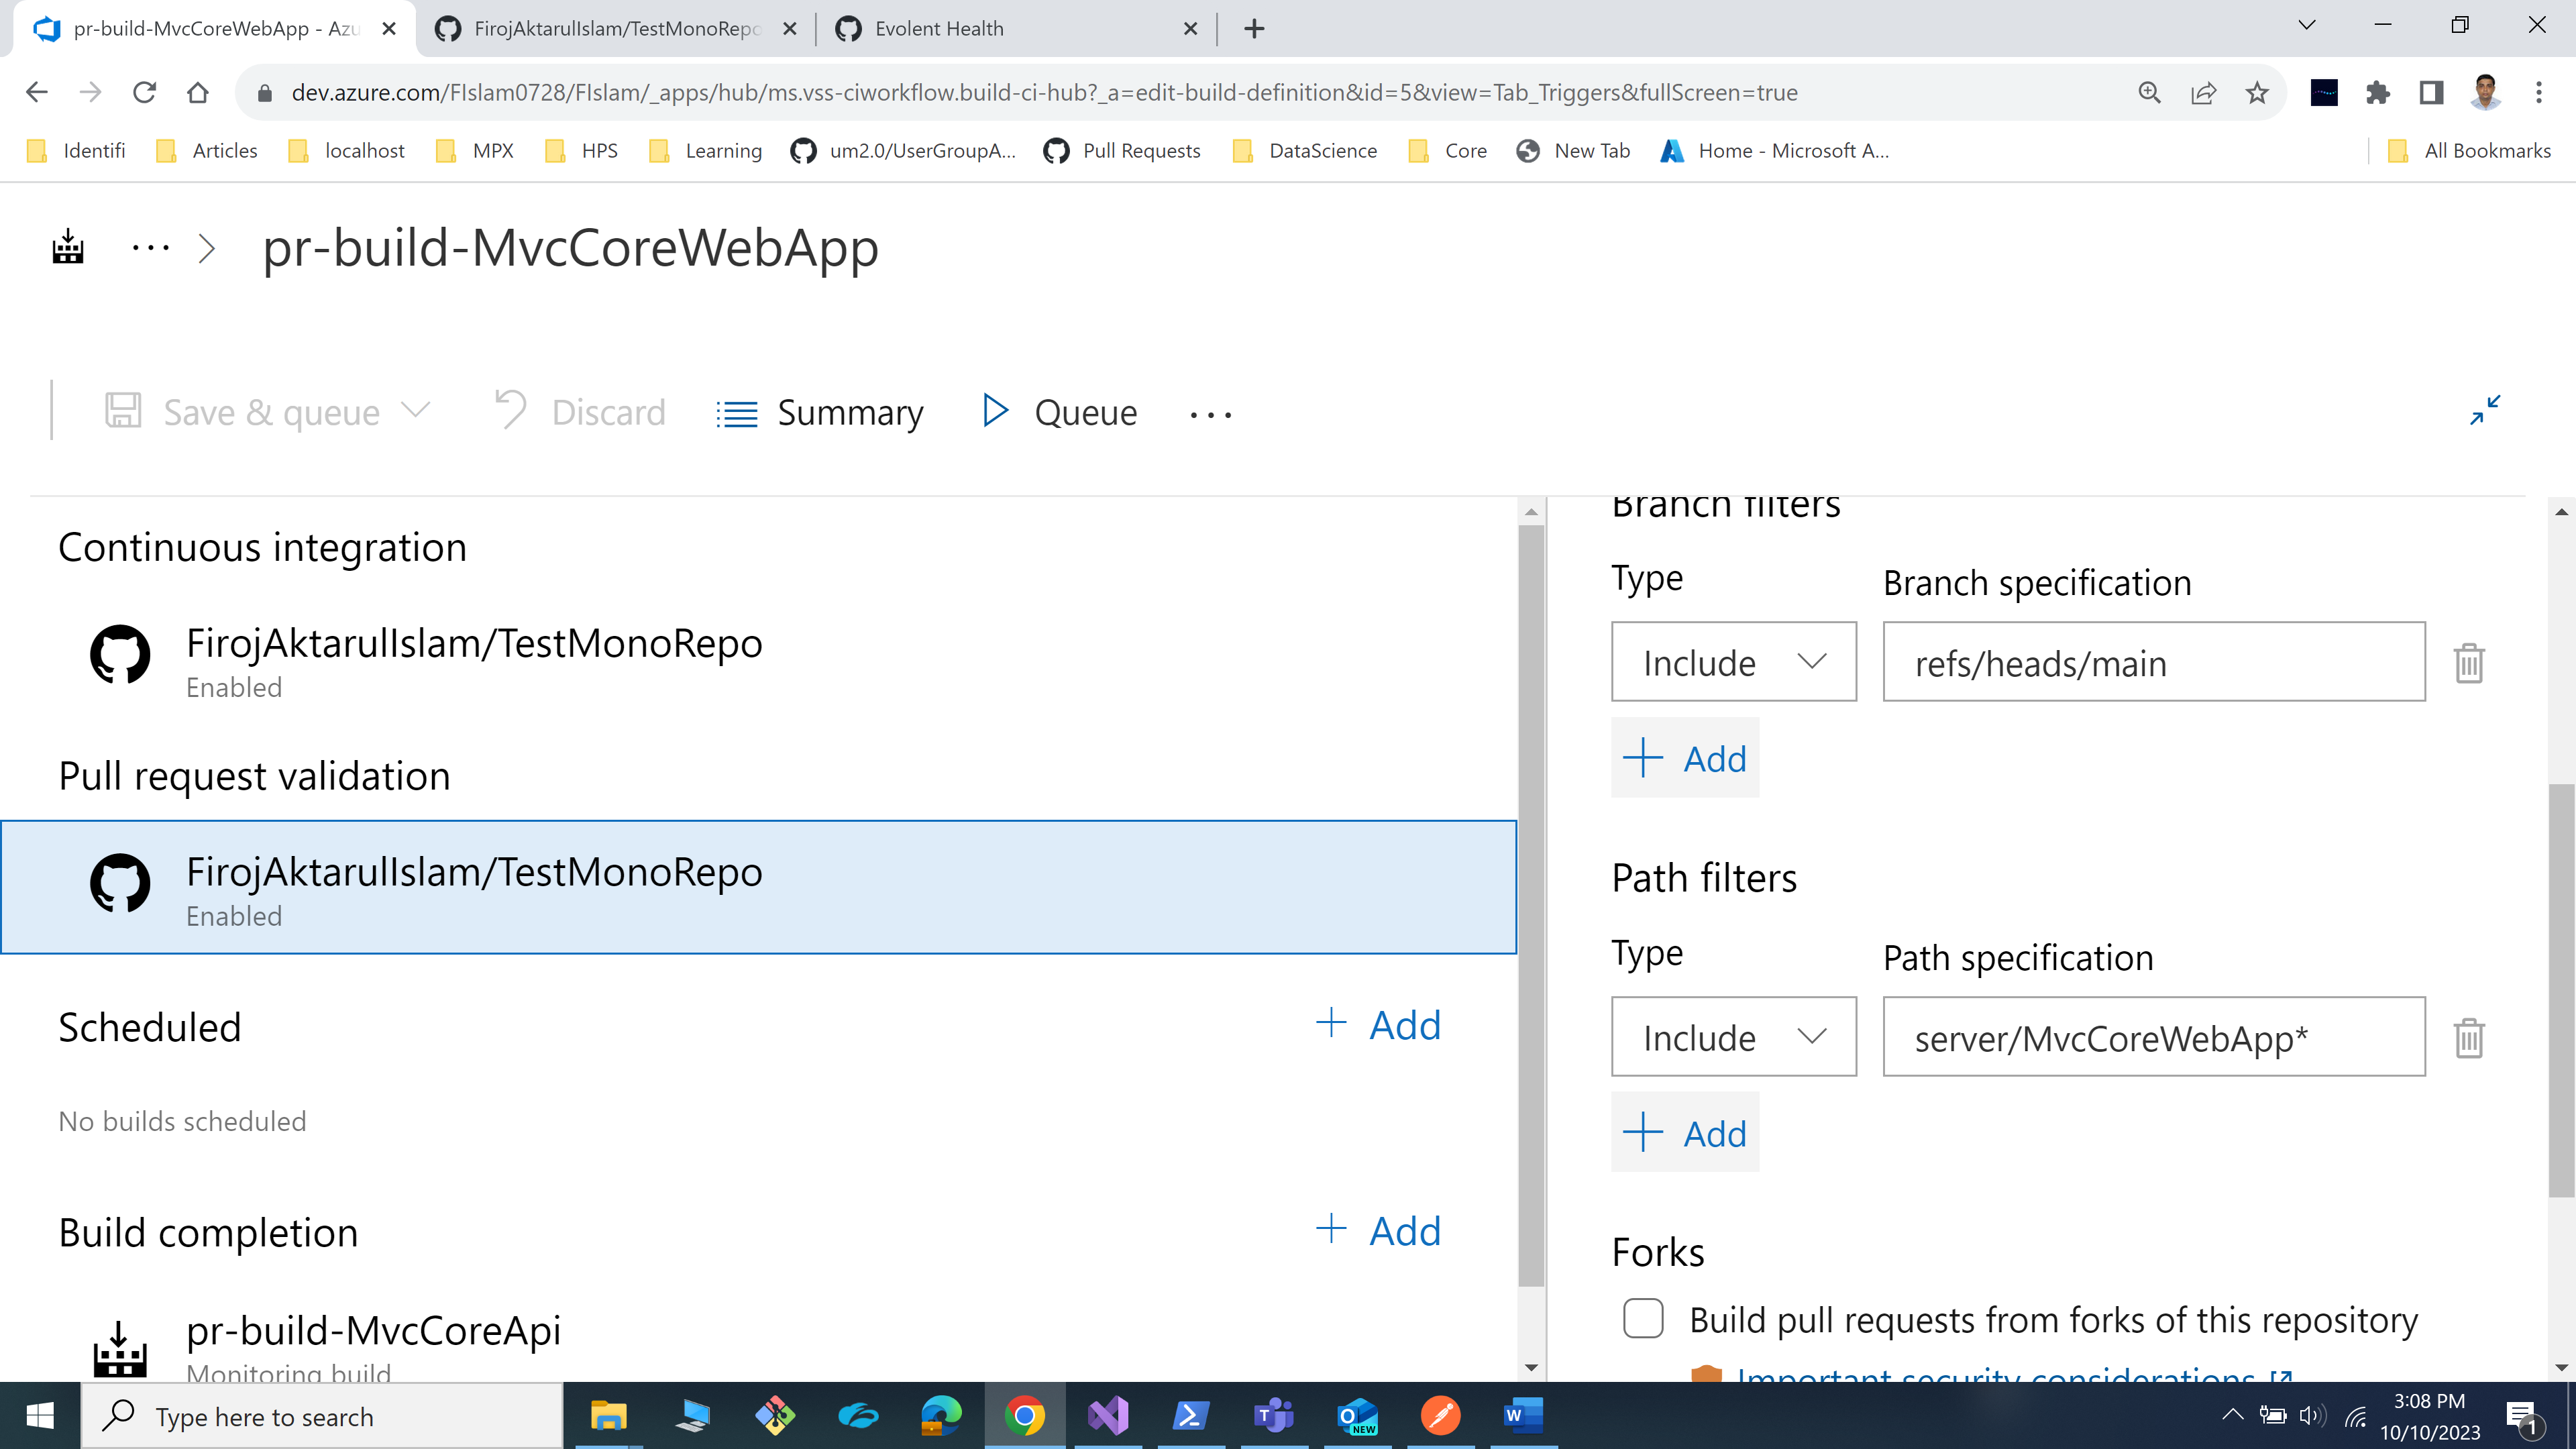 pr-build-MvcCoreWebApp - Azu
FirojAktarulIslam/TestMonoRepo
Evolent Health
dev.azure.com/FIslam0728/FIslam/_apps/hub/ms.vss-ciworkflow.build-ci-hub?_a=edit-build-definition&id=5&view=Tab_Triggers&fullScreen=true
Identifi
Articles
localhost
MPX
HPS
Learning
um2.0/UserGroupA...
Pull Requests
DataScience
Core
New Tab
Home - Microsoft A...
All Bookmarks
... > pr-build-MvcCoreWebApp
Save & queue
Discard
Summary
Queue
...
Continuous integration
FirojAktarulIslam/TestMonoRepo
Enabled
Pull request validation
FirojAktarulIslam/TestMonoRepo
Enabled
Scheduled
+ Add
No builds scheduled
Build completion
+ Add
pr-build-MvcCoreApi
Monitoring build
Branch filters
Type
Branch specification
Include
refs/heads/main
+ Add
Path filters
Type
Path specification
Include
server/MvcCoreWebApp*
+ Add
Forks
Build pull requests from forks of this repository
Important security considerations
Type here to search
NEW
3:08 PM
10/10/2023
1